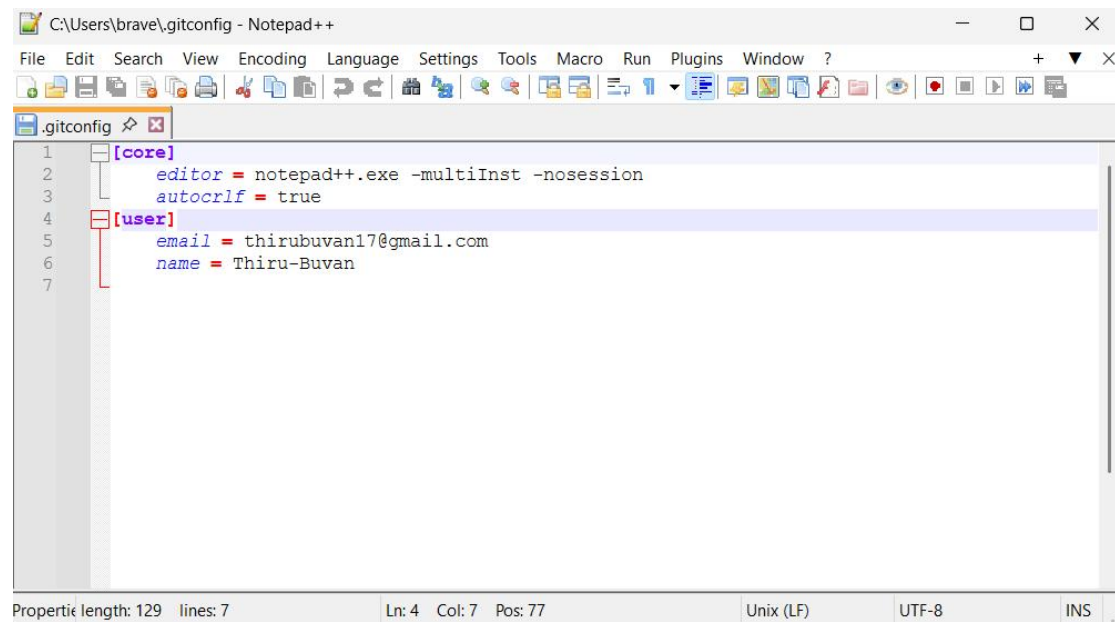 C:\Users\brave\.gitconfig - Notepad++
File Edit Search View Encoding Language Settings Tools Macro Run Plugins Window ?
.gitconfig
1 [core]
2 editor = notepad++.exe -multiInst -nosession
3 autocrlf = true
4 [user]
5 email = thirubuvan17@gmail.com
6 name = Thiru-Buvan
7
Propertie length: 129 lines: 7 Ln: 4 Col: 7 Pos: 77 Unix (LF) UTF-8 INS